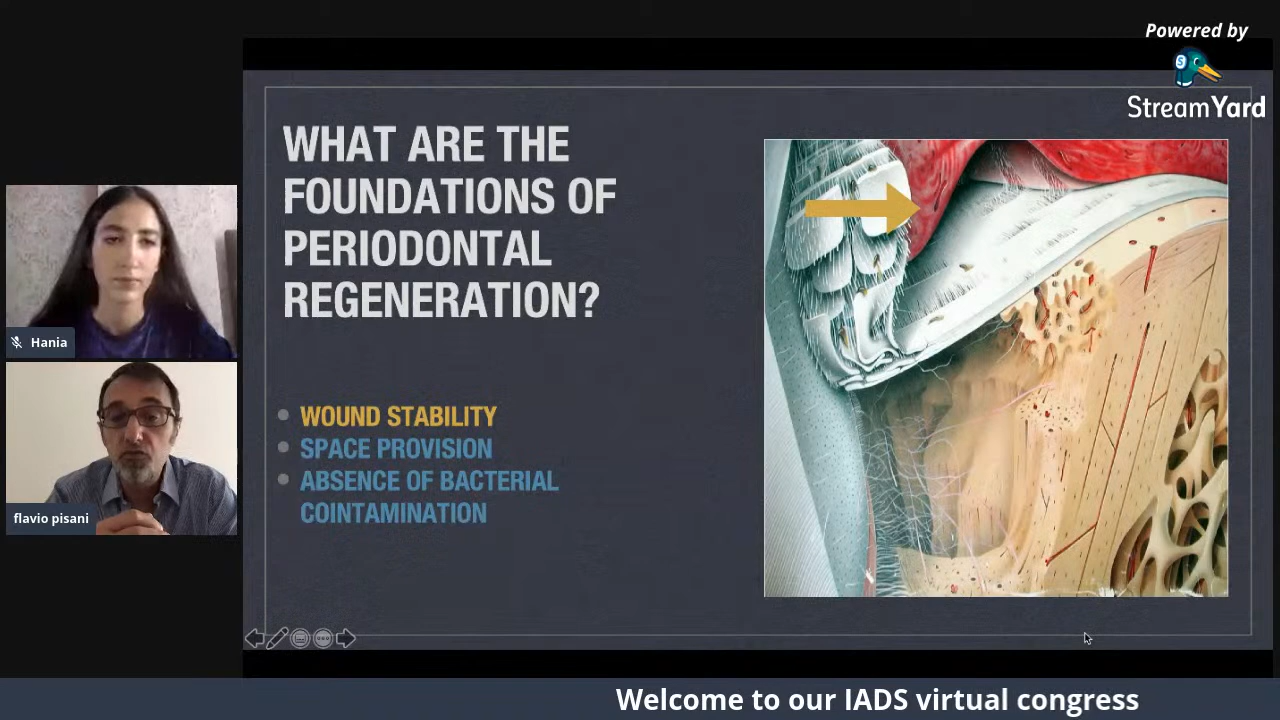 Powered by
StreamYard
WHAT ARE THE
FOUNDATIONS OF
PERIODONTAL
REGENERATION?
WOUND STABILITY
SPACE PROVISION
ABSENCE OF BACTERIAL
COINTAMINATION
Hania
flavio pisani
Welcome to our IADS virtual congress